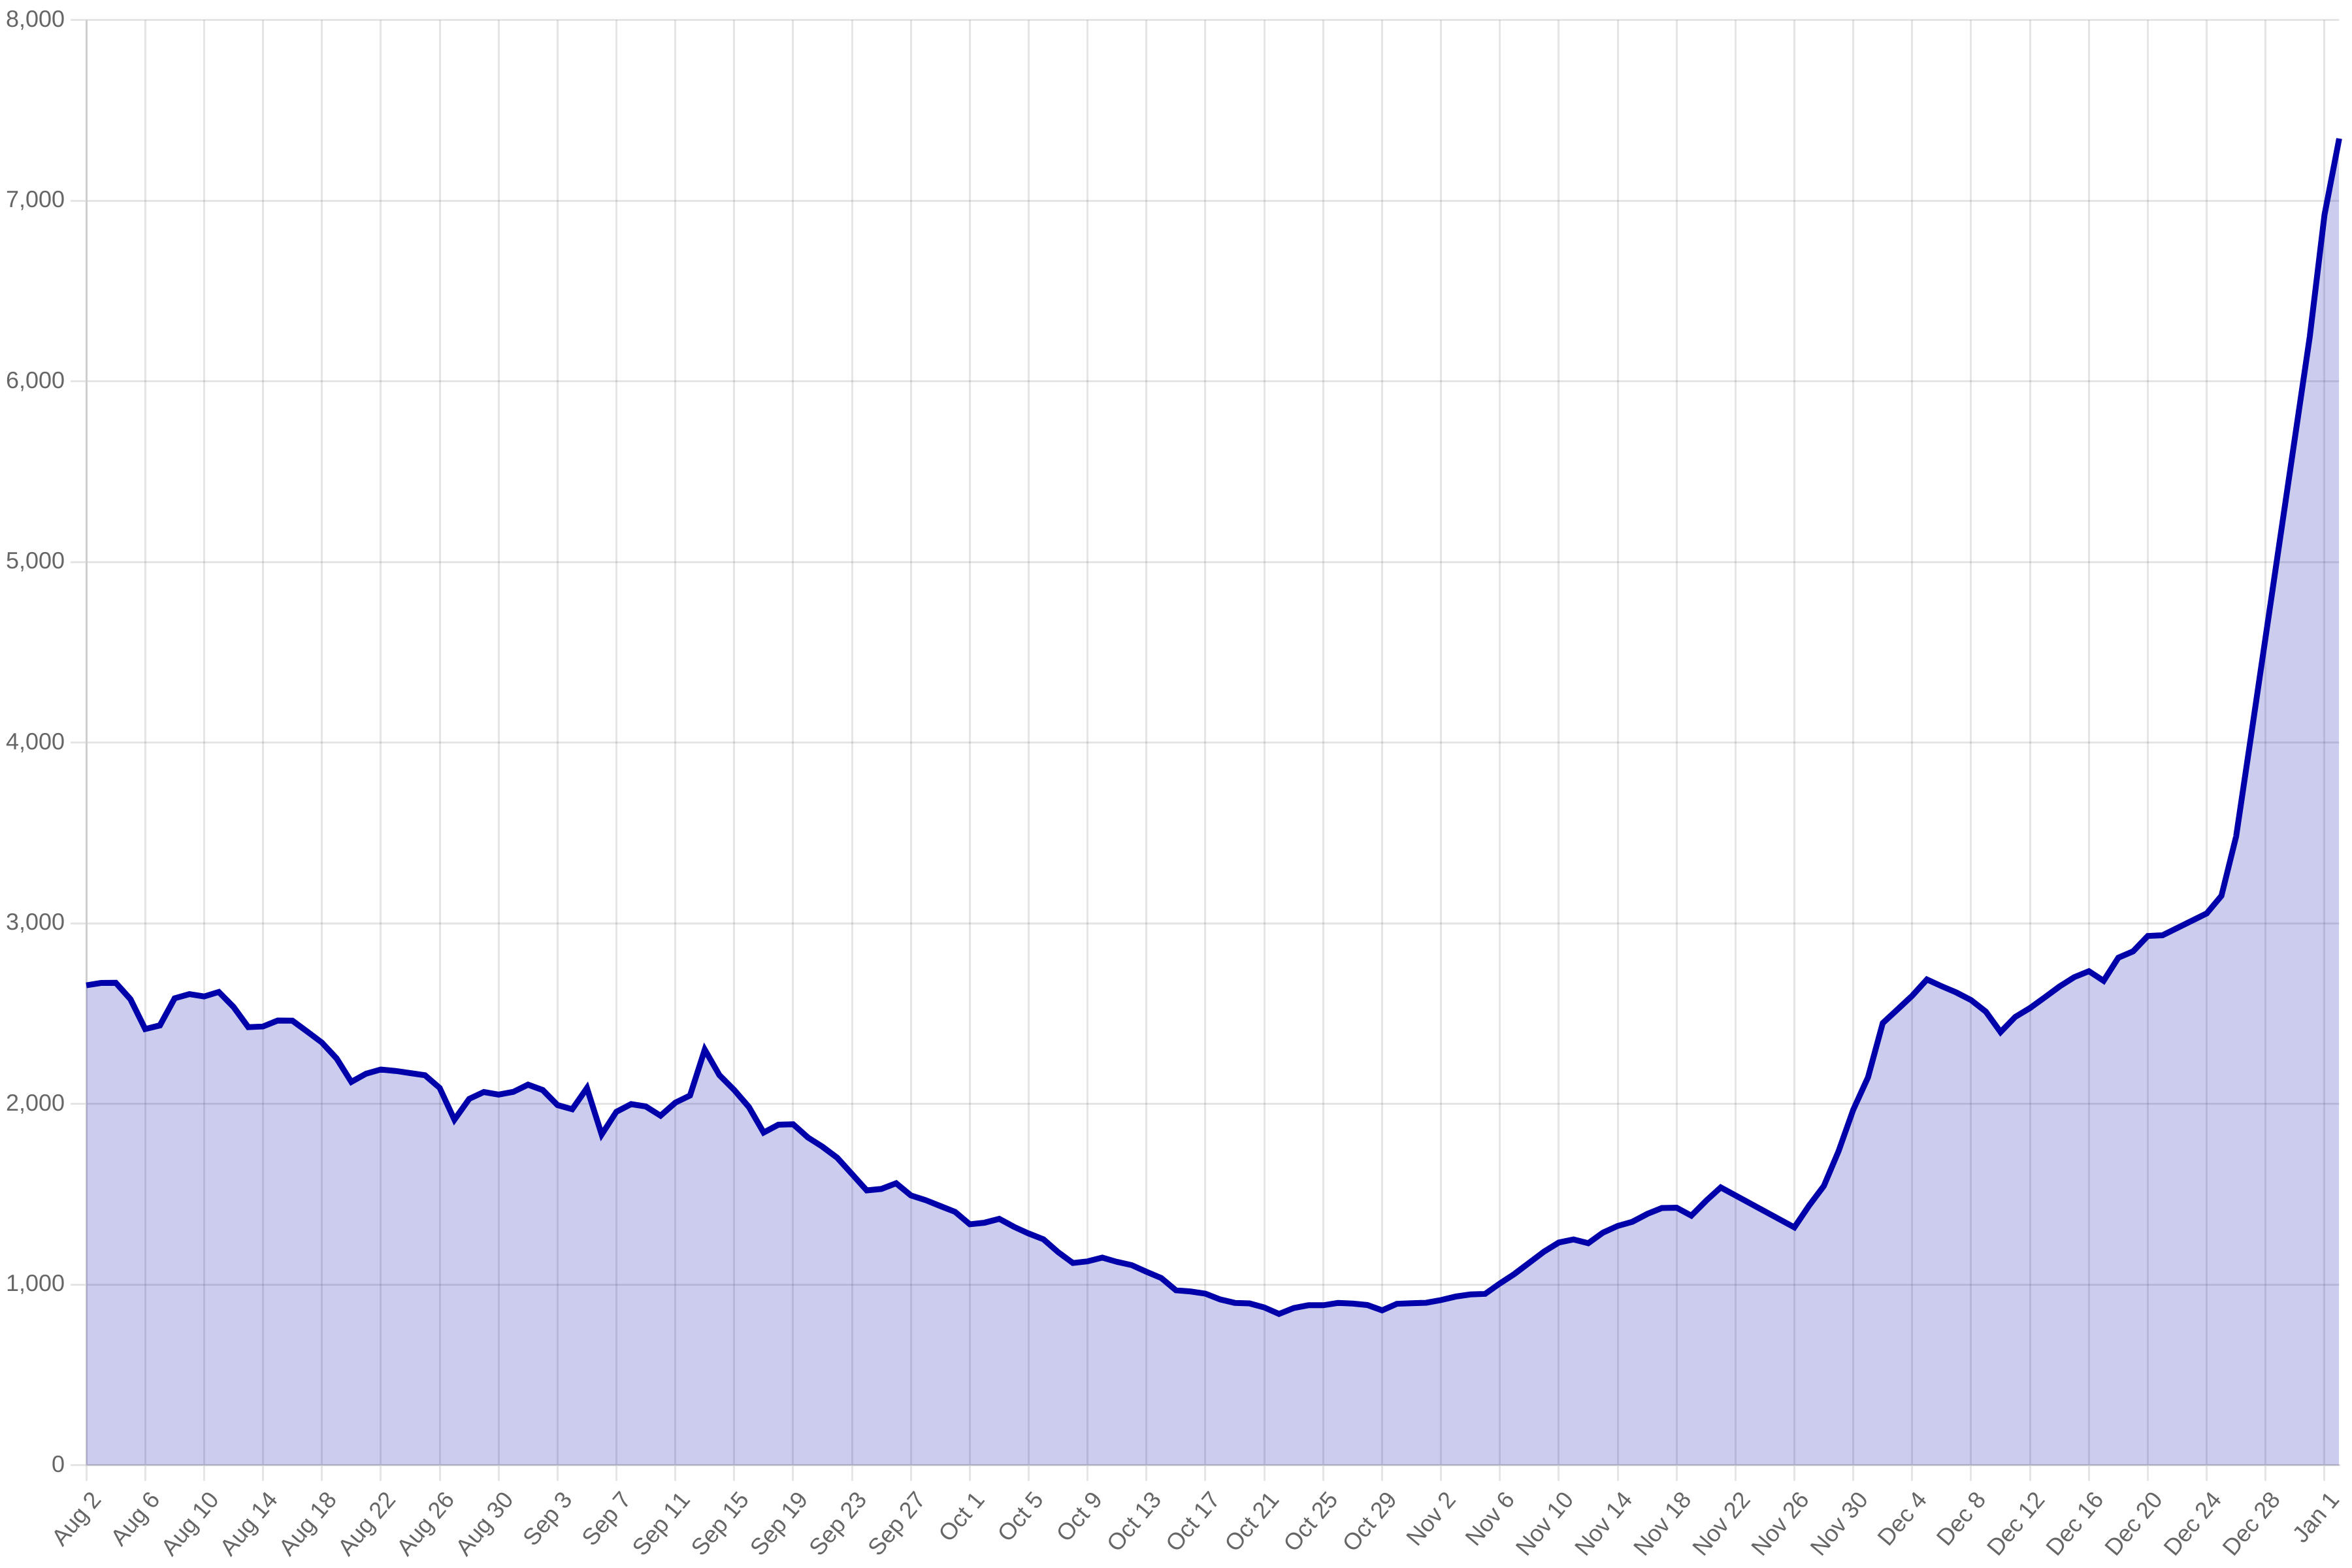 8,000
7,000
6,000
5,000
4,000
3,000
2,000
1,000
0
Aug 2
Aug 6
Aug 10
Aug 14
Aug 18
Aug 22
Aug 26
Aug 30
Sep 3
Sep 7
Sep 11
Sep 15
Sep 19
Sep 23
Sep 27
Oct 1
Oct 5
Oct 9
Oct 13
Oct 17
Oct 21
Oct 25
Oct 29
Nov 2
Nov 6
Nov 10
Nov 14
Nov 18
Nov 22
Nov 26
Nov 30
Dec 4
Dec 8
Dec 12
Dec 16
Dec 20
Dec 24
Dec 28
Jan 1